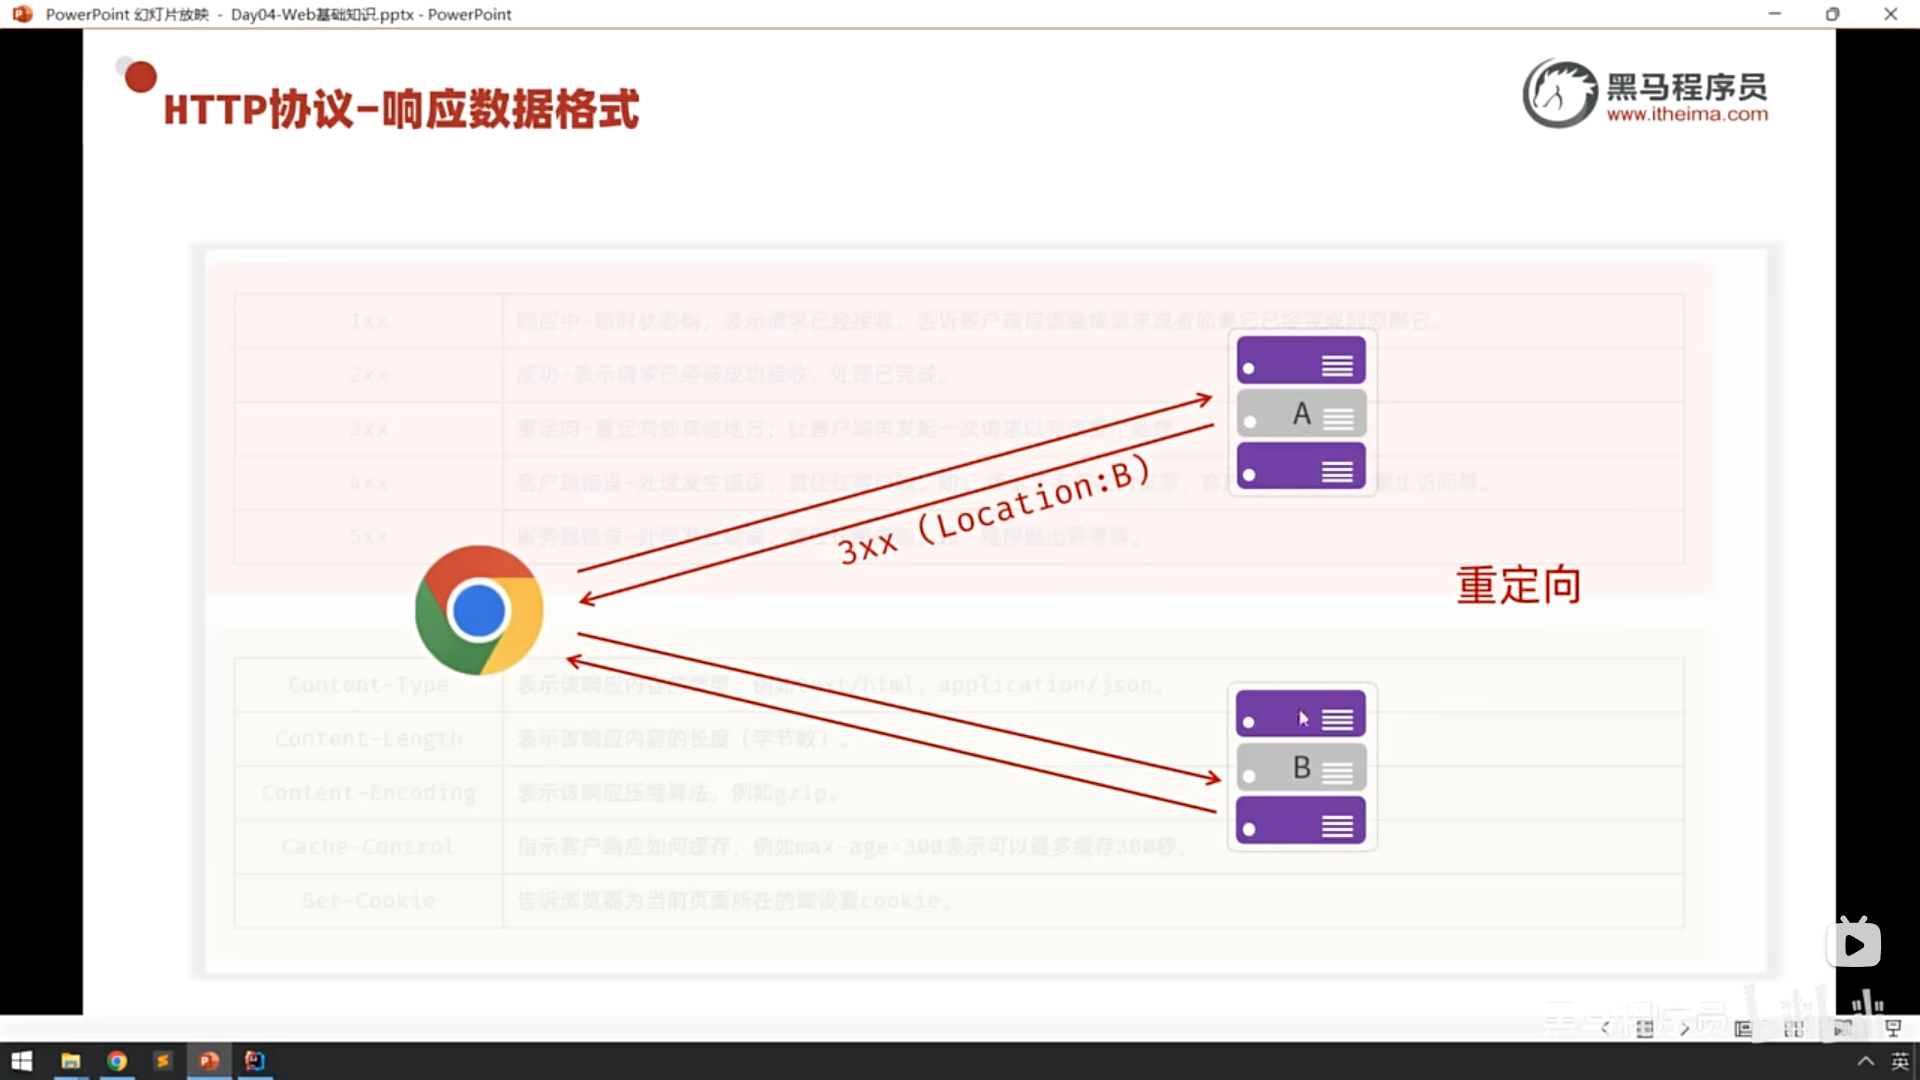 PowerPoint 幻灯片放映 - Day04-Web基础知识.pptx - PowerPoint
HTTP协议-响应数据格式
黑马程序员
www.itheima.com
1xx
响应中-临时状态码，表示请求已经接收，告诉客户端应该继续请求或者如果它已经完成则忽略它。
2xx
成功-表示请求已经被成功接收，处理已完成。
3xx
重定向-重定向到其他地方；让客户端再发起一次请求以完成
4xx
客户端错误-处理发生错误，责任在客户端
禁止访问等。
5xx
服务器错误-处理发生错误，
程序抛出异常等。
A
3xx (Location:B)
重定向
Content-Type
表示该响应内容的类型，例如text/html，application/json。
Content-Length
表示该响应内容的长度（字节数）。
Content-Encoding
表示该响应压缩算法，例如gzip。
Cache-Control
指示客户端应如何缓存，例如max-age=300表示可以最多缓存300秒。
Set-Cookie
告诉浏览器为当前页面所在的域设置cookie。
B
黑马程序员
英